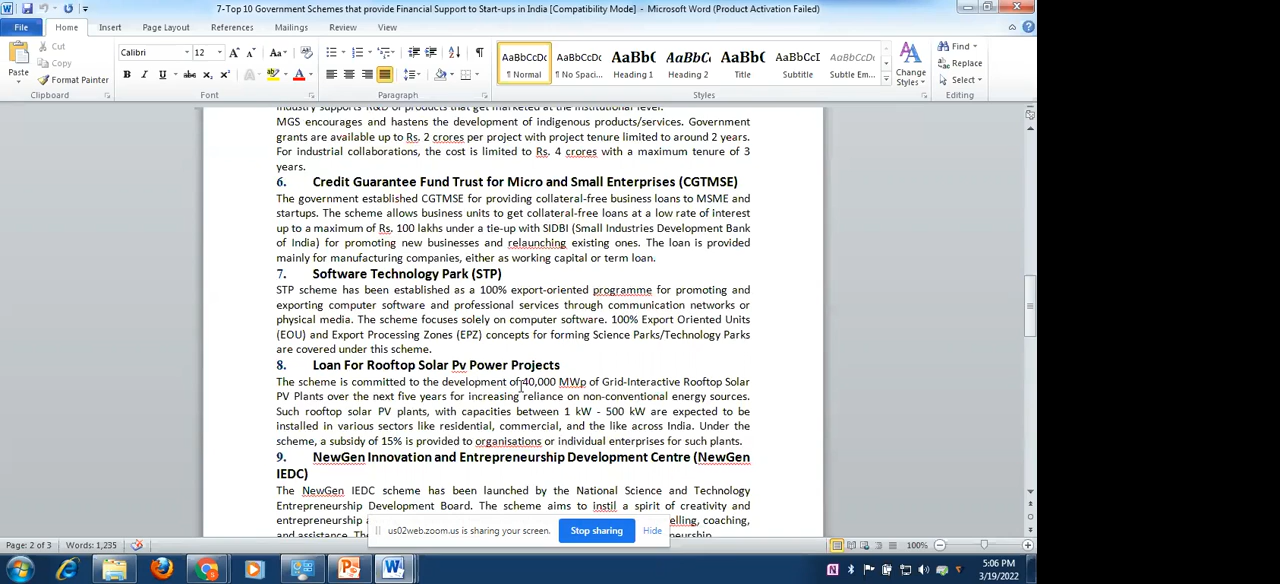 7-Top 10 Government Schemes that provide Financial Support to Start-ups in India [Compatibility Mode] - Microsoft Word (Product Activation Failed)
File Home Insert Page Layout References Mailings Review View
Cut
Copy
Format Painter
Paste
Clipboard
Calibri 12
Font
Paragraph
AaBbCcDc AaBbCcDc AaBbC AaBbCc AaBbC AaBbCcI AaBbCcDc
¶ Normal ¶ No Spaci... Heading 1 Heading 2 Title Subtitle Subtle Em...
Styles
Change Styles
Find
Replace
Select
Editing
industry supports R&D of products that get marketed at the institutional level.
MGS encourages and hastens the development of indigenous products/services. Government
grants are available up to Rs. 2 crores per project with project tenure limited to around 2 years.
For industrial collaborations, the cost is limited to Rs. 4 crores with a maximum tenure of 3
years.
6. Credit Guarantee Fund Trust for Micro and Small Enterprises (CGTMSE)
The government established CGTMSE for providing collateral-free business loans to MSME and
startups. The scheme allows business units to get collateral-free loans at a low rate of interest
up to a maximum of Rs. 100 lakhs under a tie-up with SIDBI (Small Industries Development Bank
of India) for promoting new businesses and relaunching existing ones. The loan is provided
mainly for manufacturing companies, either as working capital or term loan.
7. Software Technology Park (STP)
STP scheme has been established as a 100% export-oriented programme for promoting and
exporting computer software and professional services through communication networks or
physical media. The scheme focuses solely on computer software. 100% Export Oriented Units
(EOU) and Export Processing Zones (EPZ) concepts for forming Science Parks/Technology Parks
are covered under this scheme.
8. Loan For Rooftop Solar Pv Power Projects
The scheme is committed to the development of 40,000 MWp of Grid-Interactive Rooftop Solar
PV Plants over the next five years for increasing reliance on non-conventional energy sources.
Such rooftop solar PV plants, with capacities between 1 kW - 500 kW are expected to be
installed in various sectors like residential, commercial, and the like across India. Under the
scheme, a subsidy of 15% is provided to organisations or individual enterprises for such plants.
9. NewGen Innovation and Entrepreneurship Development Centre (NewGen
IEDC)
The NewGen IEDC scheme has been launched by the National Science and Technology
Entrepreneurship Development Board. The scheme aims to instil a spirit of creativity and
entrepreneurship elling, coaching,
and assistance. neurship
us02web.zoom.us is sharing your screen. Stop sharing Hide
Page: 2 of 3 Words: 1,235 100%
5:06 PM
3/19/2022